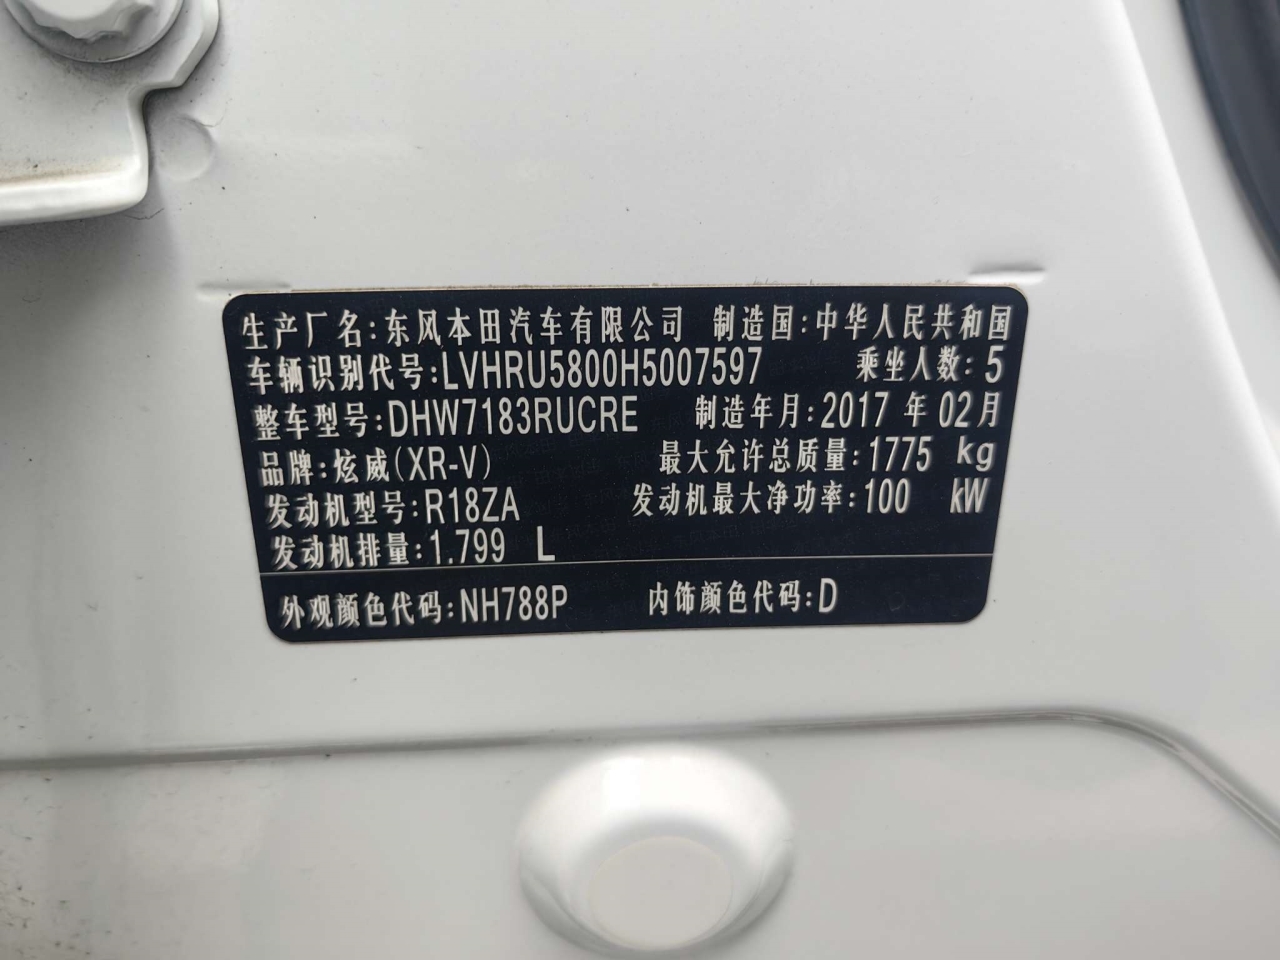 生产厂名:东风本田汽车有限公司 制造国:中华人民共和国
车辆识别代号:LVHRU5800H5007597 乘坐人数:5
整车型号:DHW7183RUCRE 制造年月:2017 年 02月
品牌:炫威(XR-V) 最大允许总质量:1775 kg
发动机型号:R18ZA 发动机最大净功率:100 kW
发动机排量:1.799 L
外观颜色代码:NH788P 内饰颜色代码:D